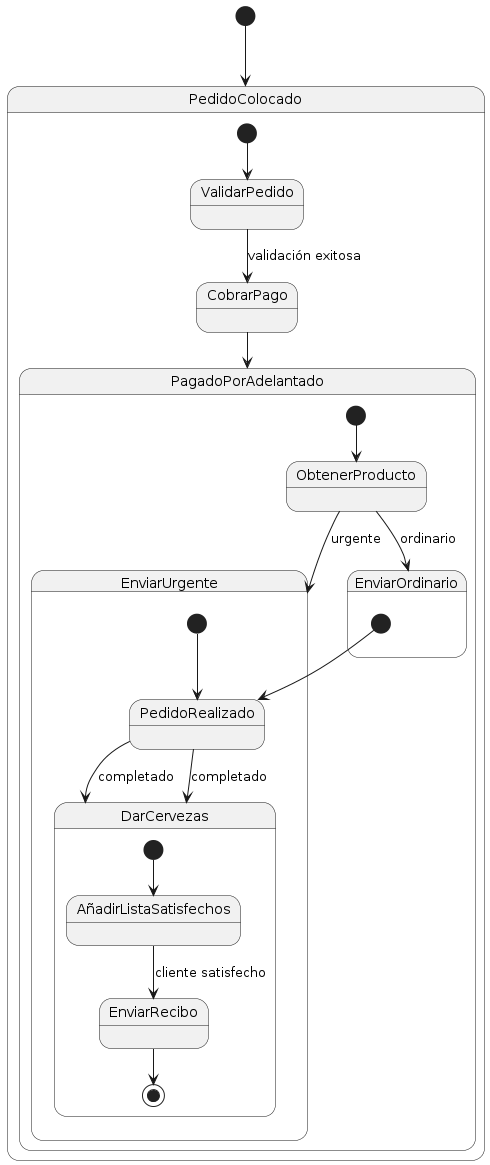 PedidoColocado
ValidarPedido
validación exitosa
CobrarPago
PagadoPorAdelantado
ObtenerProducto
urgente
ordinario
EnviarUrgente
EnviarOrdinario
PedidoRealizado
completado
completado
DarCervezas
AñadirListaSatisfechos
cliente satisfecho
EnviarRecibo